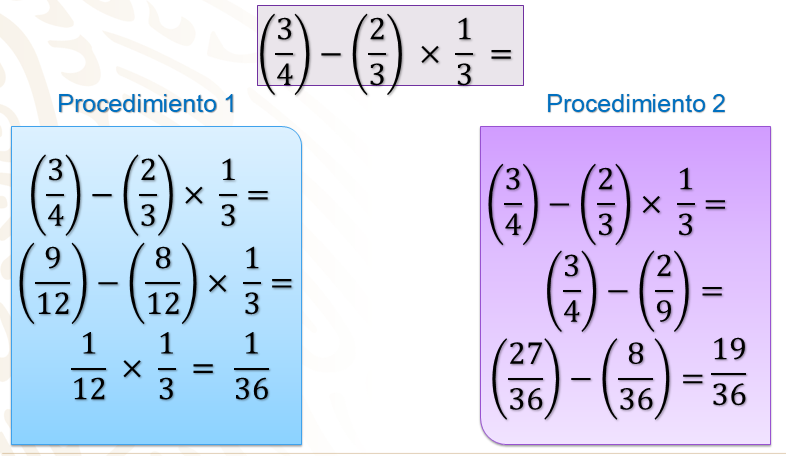 (3/4) − (2/3) × 1/3 =
Procedimiento 1
(3/4) − (2/3) × 1/3 =
(9/12) − (8/12) × 1/3 =
1/12 × 1/3 = 1/36
Procedimiento 2
(3/4) − (2/3) × 1/3 =
(3/4) − (2/9) =
(27/36) − (8/36) = 19/36